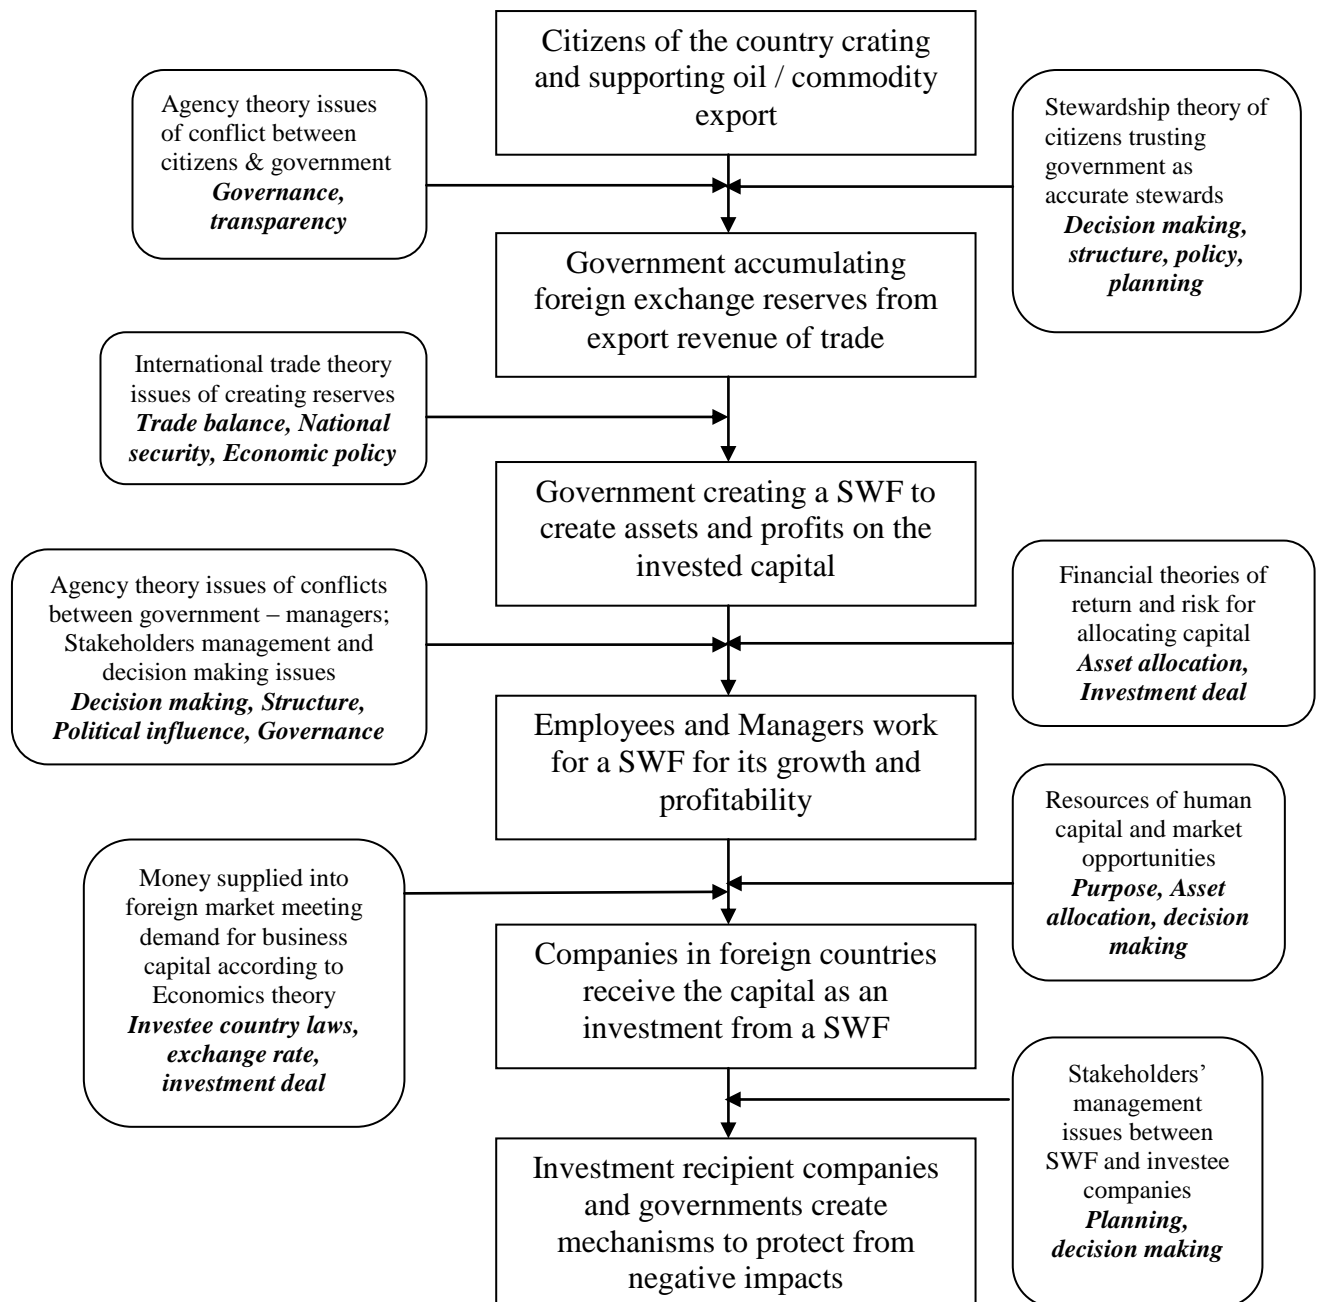 Citizens of the country crating
and supporting oil / commodity
export
Agency theory issues
of conflict between
citizens & government
Governance,
transparency
Stewardship theory of
citizens trusting
government as
accurate stewards
Decision making,
structure, policy,
planning
Government accumulating
foreign exchange reserves from
export revenue of trade
International trade theory
issues of creating reserves
Trade balance, National
security, Economic policy
Government creating a SWF to
create assets and profits on the
invested capital
Agency theory issues of conflicts
between government – managers;
Stakeholders management and
decision making issues
Decision making, Structure,
Political influence, Governance
Financial theories of
return and risk for
allocating capital
Asset allocation,
Investment deal
Employees and Managers work
for a SWF for its growth and
profitability
Money supplied into
foreign market meeting
demand for business
capital according to
Economics theory
Investee country laws,
exchange rate,
investment deal
Resources of human
capital and market
opportunities
Purpose, Asset
allocation, decision
making
Companies in foreign countries
receive the capital as an
investment from a SWF
Stakeholders’
management
issues between
SWF and investee
companies
Planning,
decision making
Investment recipient companies
and governments create
mechanisms to protect from
negative impacts